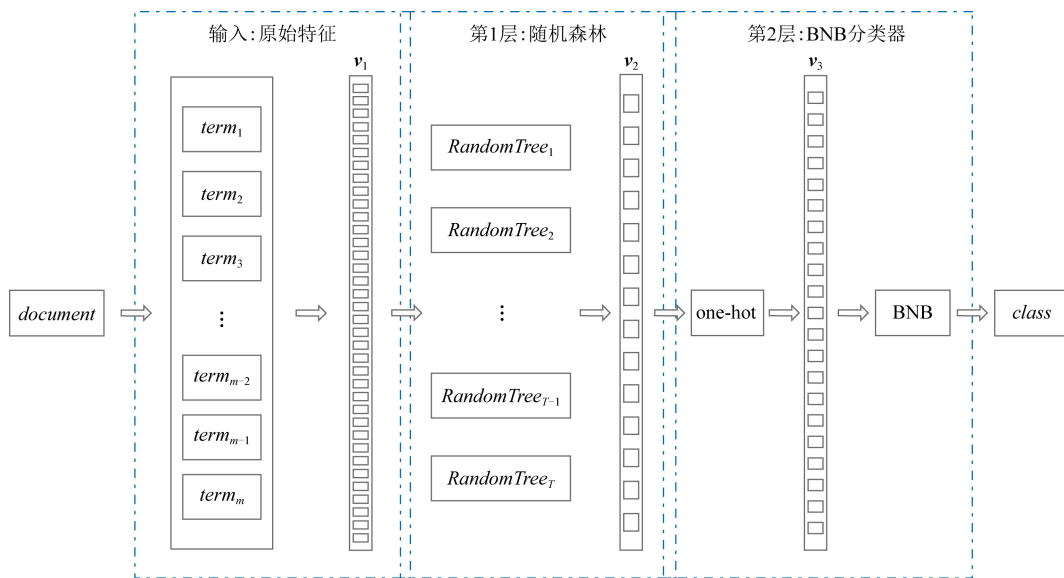 输入:原始特征
第1层:随机森林
第2层:BNB分类器
v₁
v₂
v₃
document
term₁
term₂
term₃
⋮
termₘ₋₂
termₘ₋₁
termₘ
RandomTree₁
RandomTree₂
⋮
RandomTree_{T−1}
RandomTree_T
one-hot
BNB
class